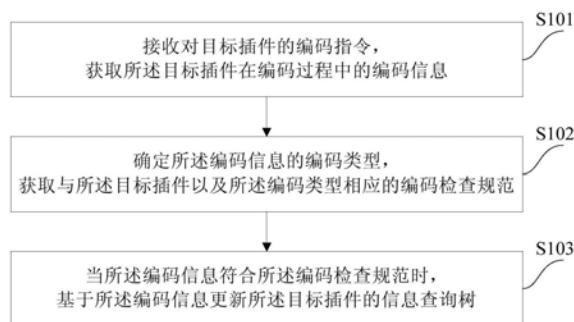 S101
接收对目标插件的编码指令，
获取所述目标插件在编码过程中的编码信息
S102
确定所述编码信息的编码类型，
获取与所述目标插件以及所述编码类型相应的编码检查规范
S103
当所述编码信息符合所述编码检查规范时，
基于所述编码信息更新所述目标插件的信息查询树